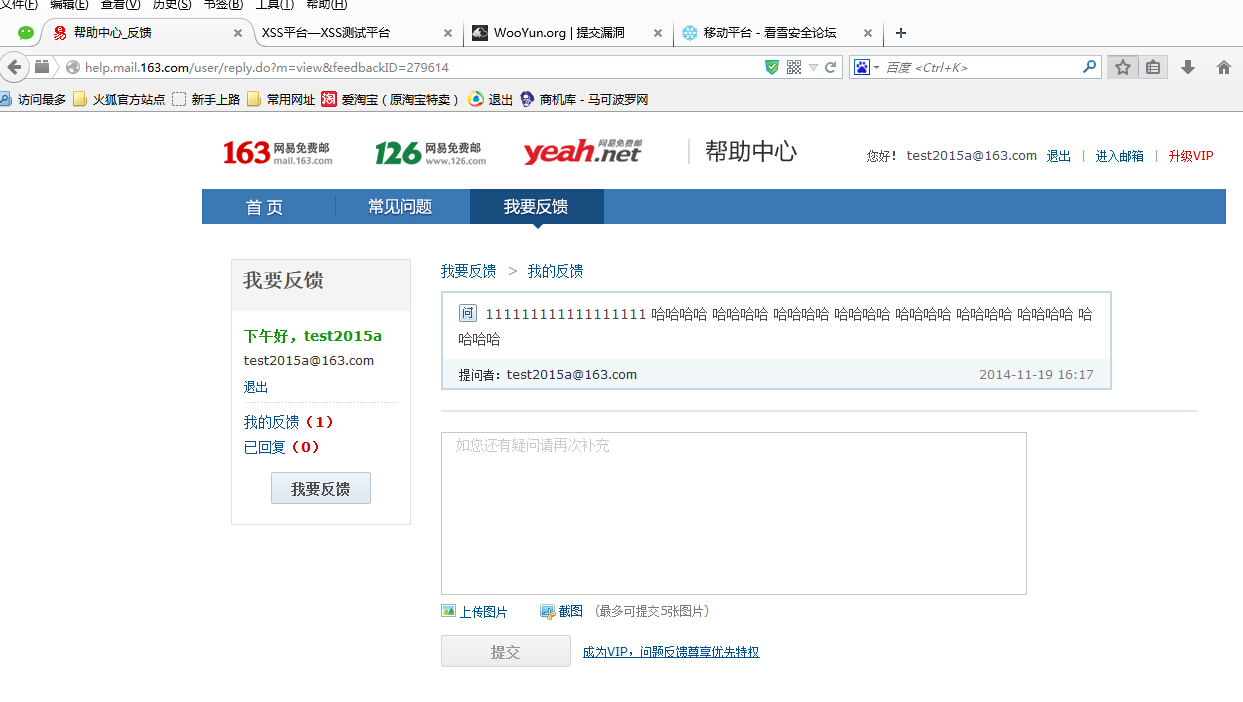 文件(F) 编辑(E) 查看(V) 历史(S) 书签(B) 工具(T) 帮助(H)
帮助中心_反馈 × XSS平台—XSS测试平台 × WooYun.org | 提交漏洞 × 移动平台 - 看雪安全论坛 × +
help.mail.163.com/user/reply.do?m=view&feedbackID=279614 百度 <Ctrl+K>
访问最多 火狐官方站点 新手上路 常用网址 淘 爱淘宝（原淘宝特卖） 退出 商机库 - 马可波罗网
163 网易免费邮 mail.163.com 126 网易免费邮 www.126.com yeah.net 网易免费邮 帮助中心 您好！ test2015a@163.com 退出 | 进入邮箱 | 升级VIP
首 页 常见问题 我要反馈
我要反馈
下午好，test2015a
test2015a@163.com
退出
我的反馈（1）
已回复（0）
我要反馈
我要反馈 > 我的反馈
问 111111111111111111 哈哈哈哈 哈哈哈哈 哈哈哈哈 哈哈哈哈 哈哈哈哈 哈哈哈哈 哈哈哈哈 哈
哈哈哈
提问者：test2015a@163.com 2014-11-19 16:17
如您还有疑问请再次补充
上传图片 截图 （最多可提交5张图片）
提交 成为VIP，问题反馈尊享优先特权